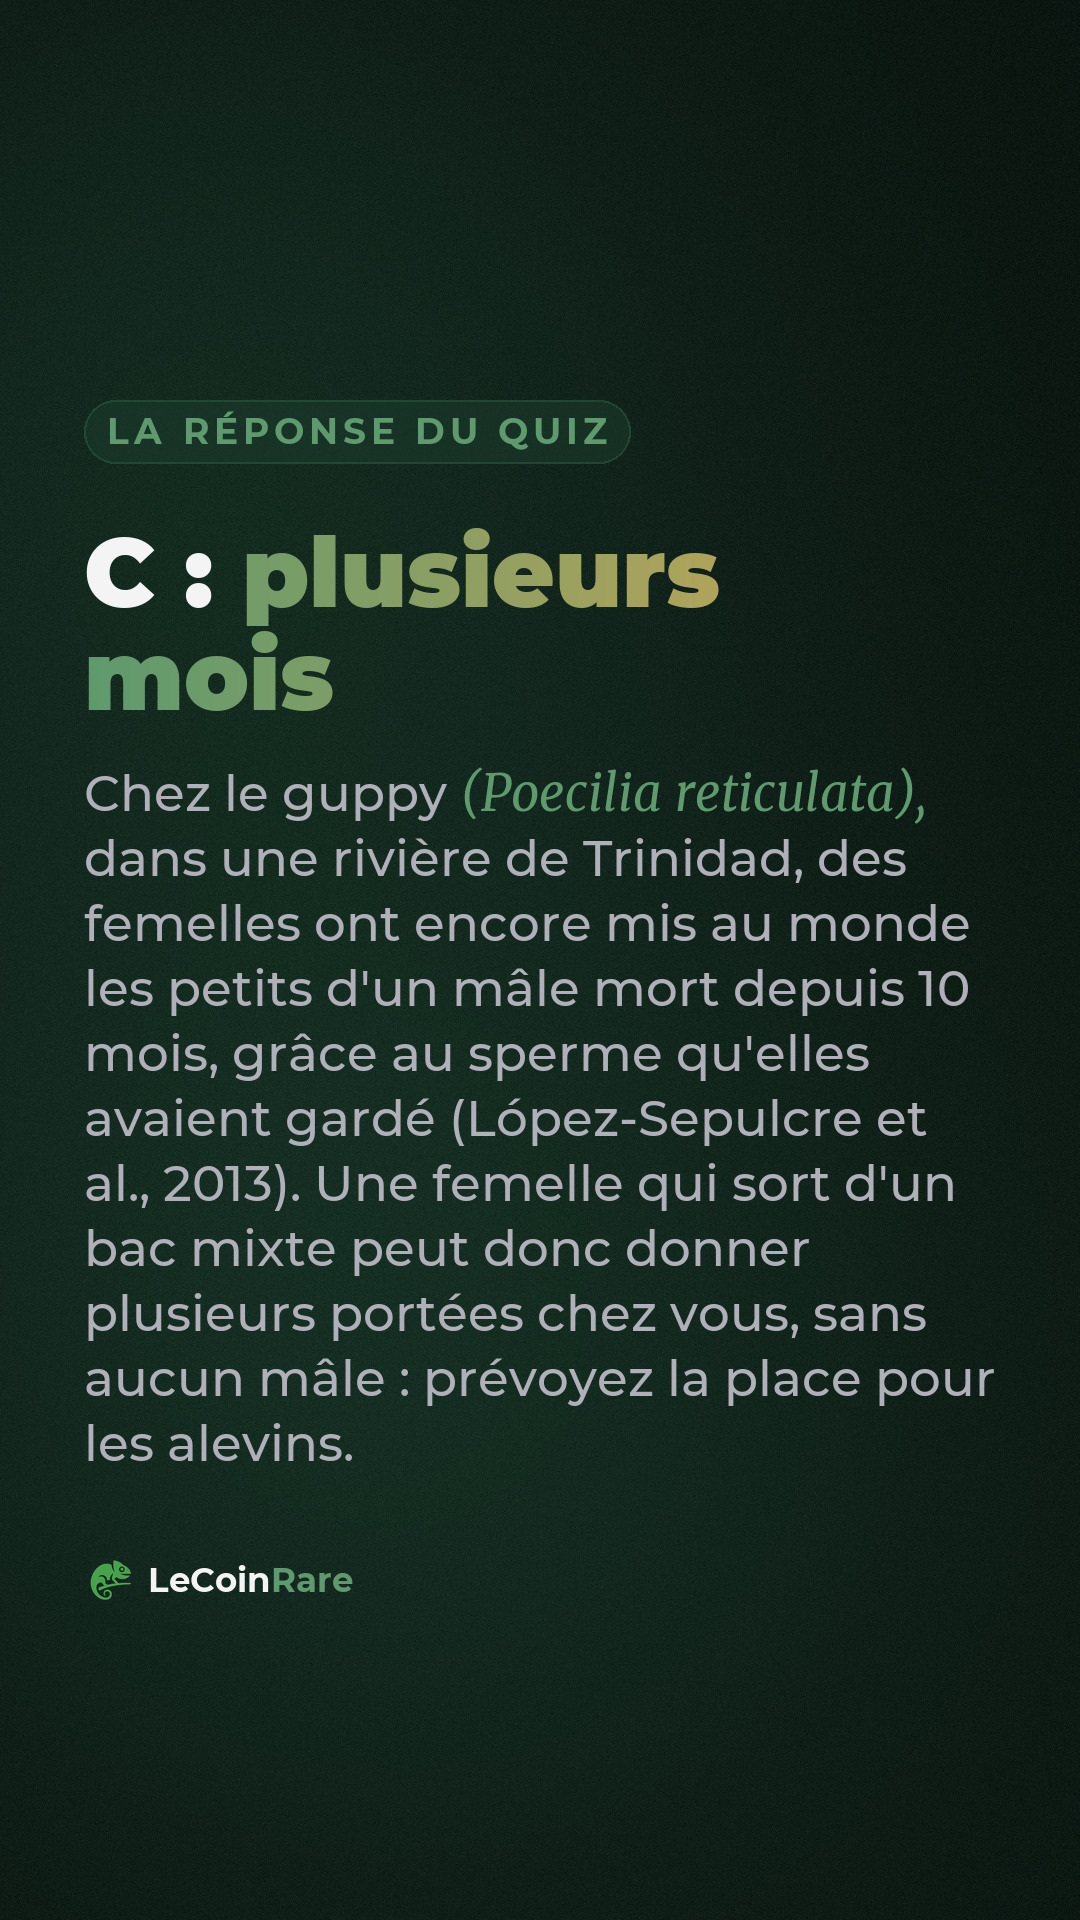 LA RÉPONSE DU QUIZ
C : plusieurs
mois
Chez le guppy (Poecilia reticulata),
dans une rivière de Trinidad, des
femelles ont encore mis au monde
les petits d'un mâle mort depuis 10
mois, grâce au sperme qu'elles
avaient gardé (López-Sepulcre et
al., 2013). Une femelle qui sort d'un
bac mixte peut donc donner
plusieurs portées chez vous, sans
aucun mâle : prévoyez la place pour
les alevins.
LeCoinRare